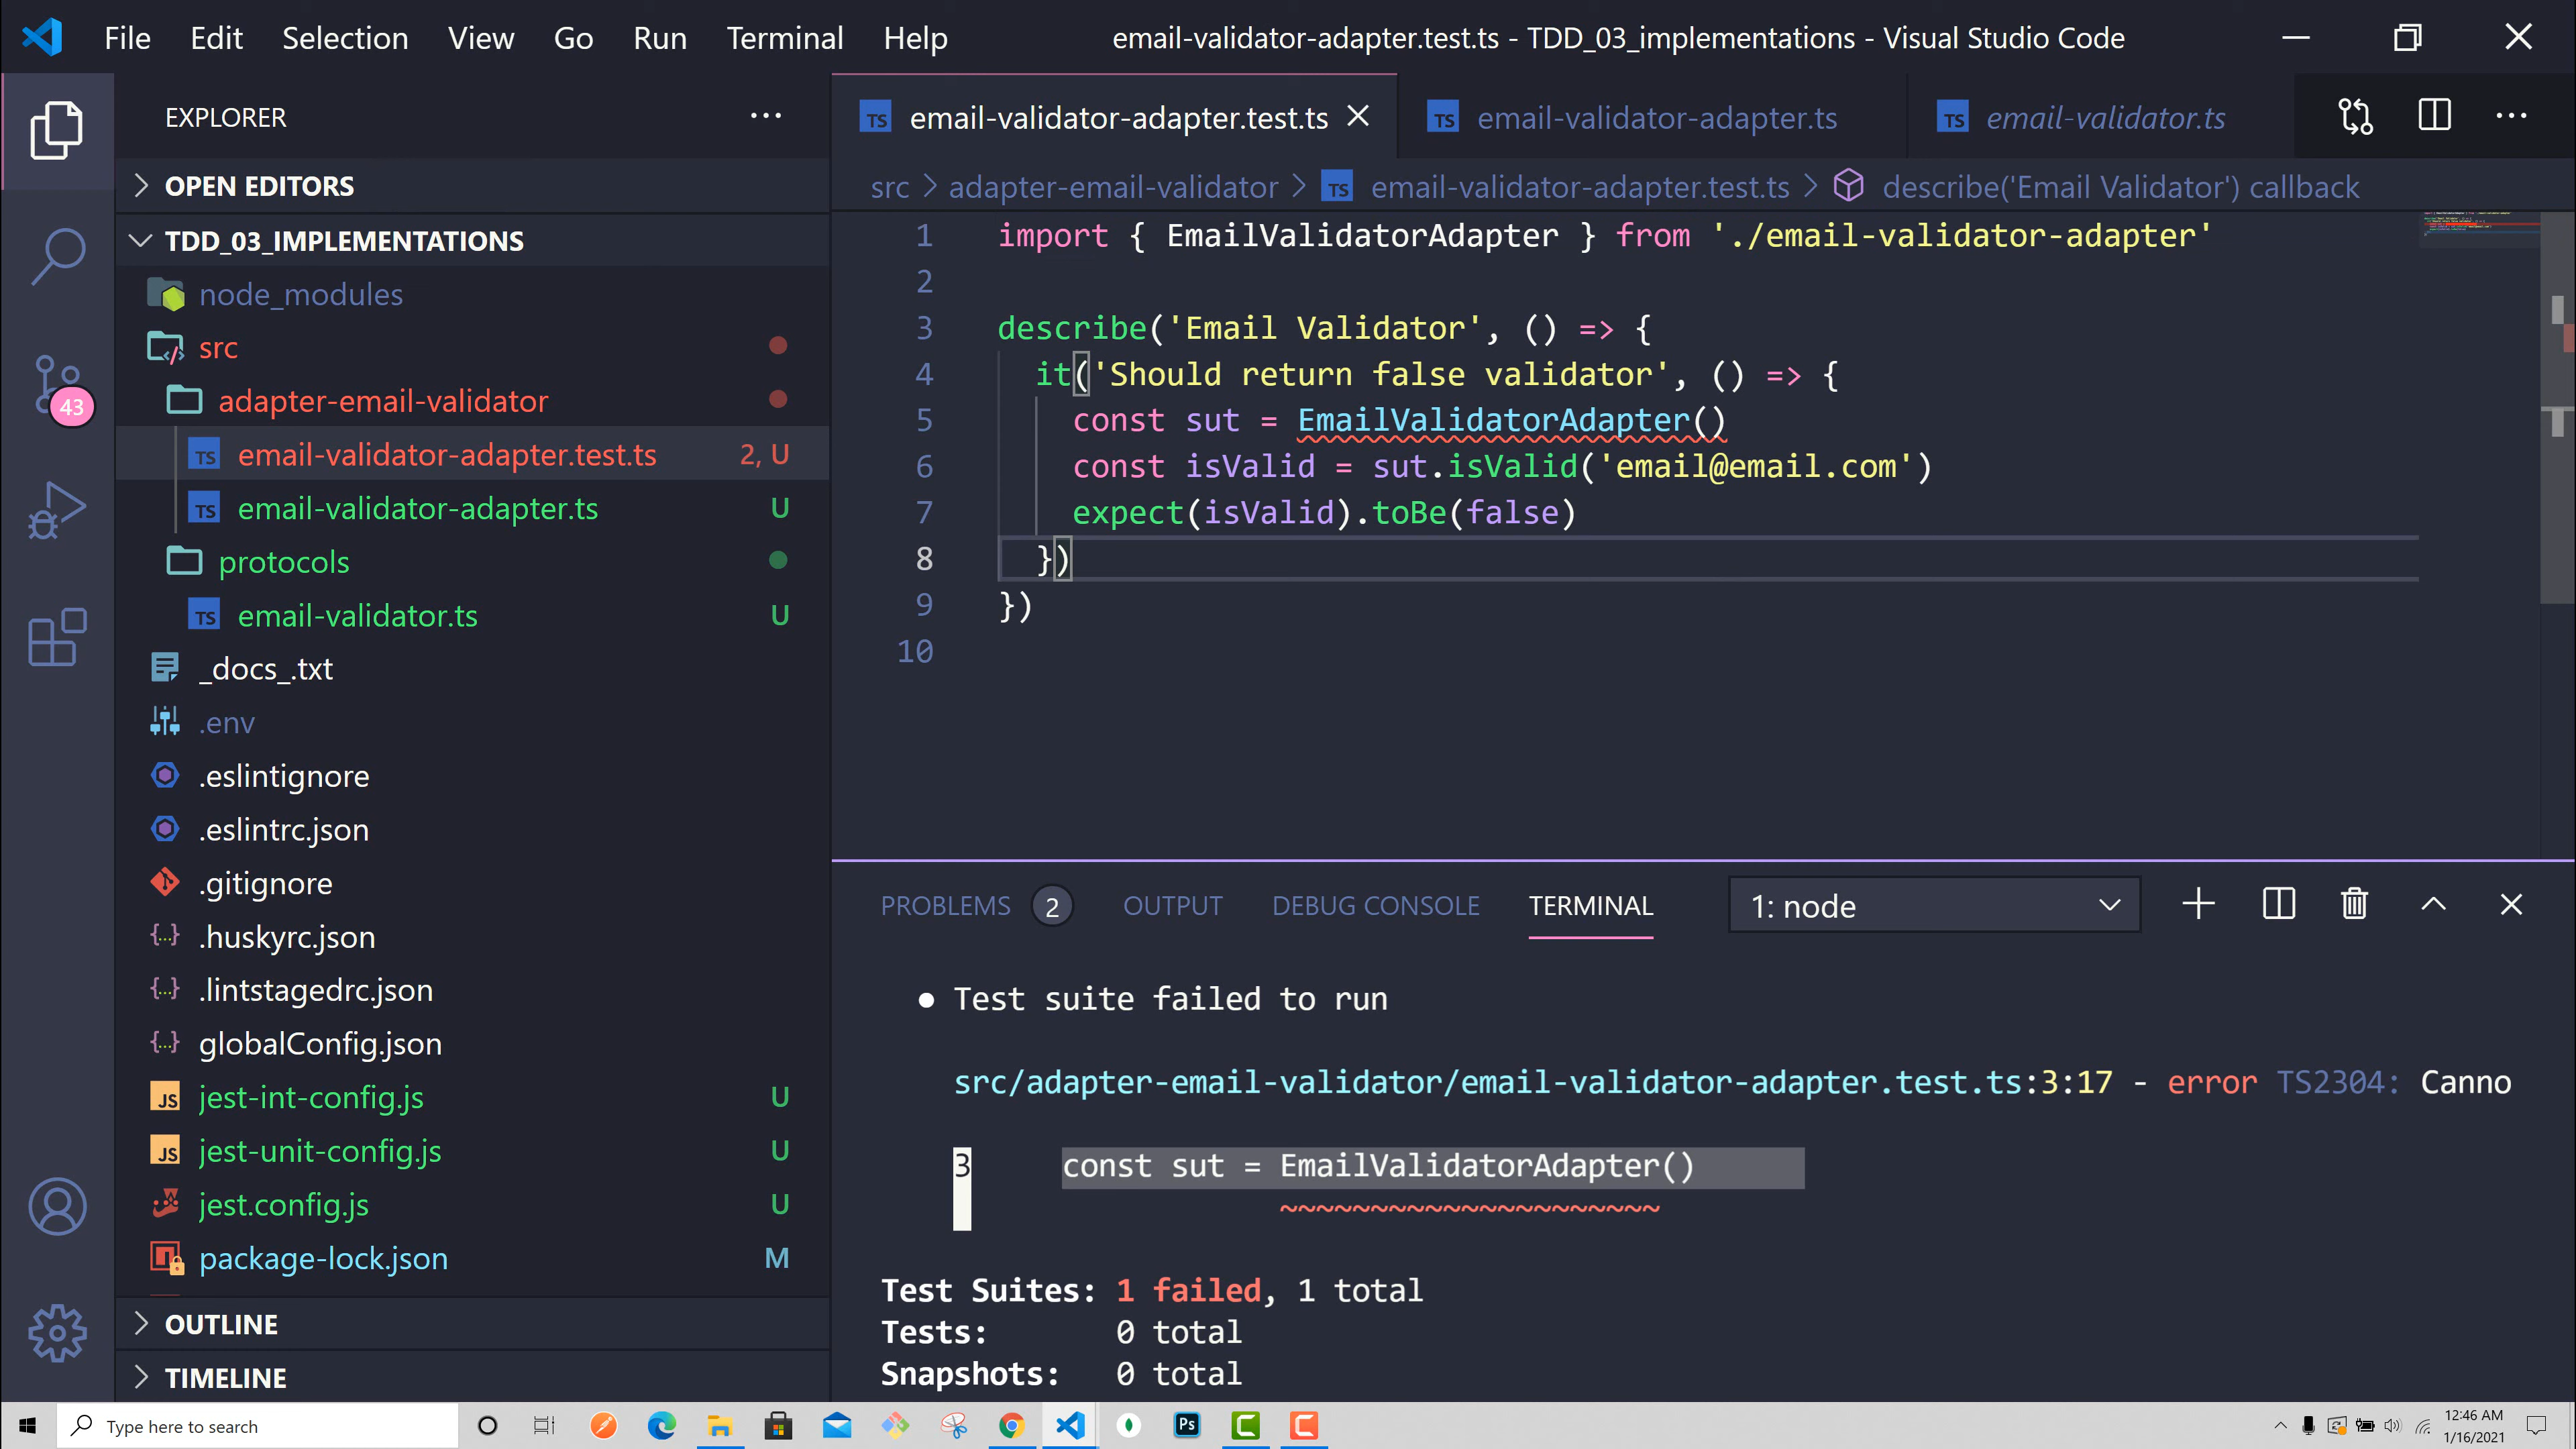 File Edit Selection View Go Run Terminal Help
email-validator-adapter.test.ts - TDD_03_implementations - Visual Studio Code
EXPLORER
OPEN EDITORS
TDD_03_IMPLEMENTATIONS
node_modules
src
adapter-email-validator
email-validator-adapter.test.ts 2, U
email-validator-adapter.ts U
protocols
email-validator.ts U
_docs_.txt
.env
.eslintignore
.eslintrc.json
.gitignore
.huskyrc.json
.lintstagedrc.json
globalConfig.json
jest-int-config.js U
jest-unit-config.js U
jest.config.js U
package-lock.json M
OUTLINE
TIMELINE
43
email-validator-adapter.test.ts
email-validator-adapter.ts
email-validator.ts
src > adapter-email-validator > email-validator-adapter.test.ts > describe('Email Validator') callback
1 import { EmailValidatorAdapter } from './email-validator-adapter'
2
3 describe('Email Validator', () => {
4 it('Should return false validator', () => {
5 const sut = EmailValidatorAdapter()
6 const isValid = sut.isValid('email@email.com')
7 expect(isValid).toBe(false)
8 })
9 })
10
PROBLEMS 2 OUTPUT DEBUG CONSOLE TERMINAL 1: node
● Test suite failed to run
src/adapter-email-validator/email-validator-adapter.test.ts:3:17 - error TS2304: Canno
3 const sut = EmailValidatorAdapter()
~~~~~~~~~~~~~~~~~~~~~
Test Suites: 1 failed, 1 total
Tests: 0 total
Snapshots: 0 total
Type here to search
Ps
12:46 AM
1/16/2021